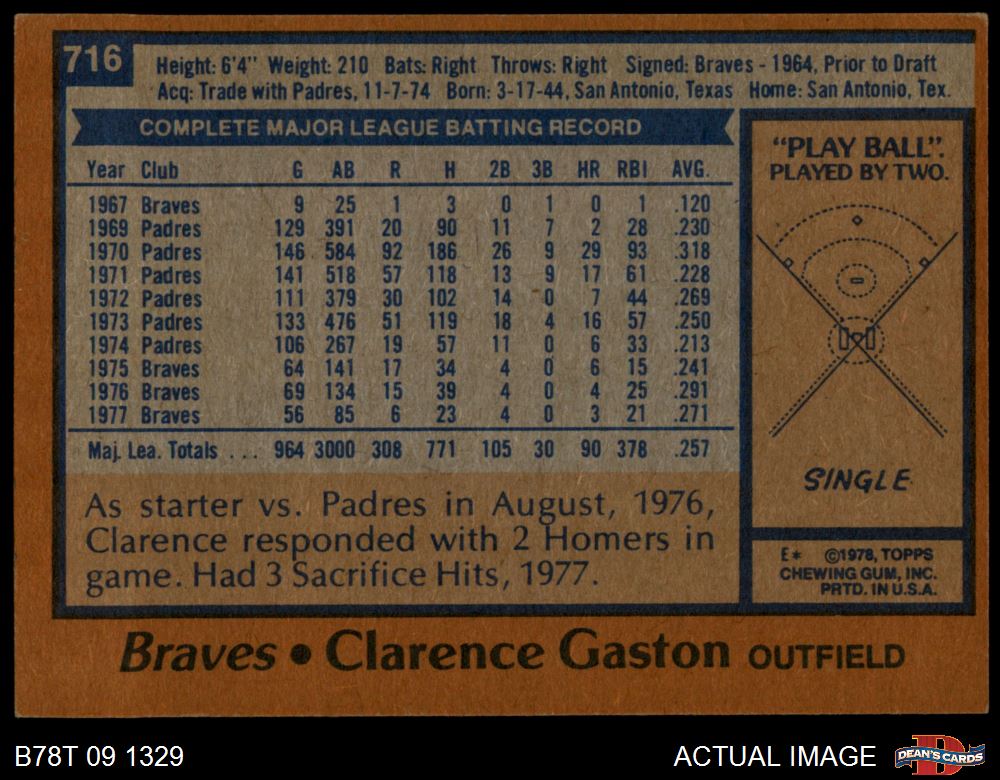 716
Height: 6'4" Weight: 210 Bats: Right Throws: Right Signed: Braves - 1964, Prior to Draft
Acq: Trade with Padres, 11-7-74 Born: 3-17-44, San Antonio, Texas Home: San Antonio, Tex.
COMPLETE MAJOR LEAGUE BATTING RECORD
Year Club G AB R H 2B 3B HR RBI AVG.
1967 Braves 9 25 1 3 0 1 0 1 .120
1969 Padres 129 391 20 90 11 7 2 28 .230
1970 Padres 146 584 92 186 26 9 29 93 .318
1971 Padres 141 518 57 118 13 9 17 61 .228
1972 Padres 111 379 30 102 14 0 7 44 .269
1973 Padres 133 476 51 119 18 4 16 57 .250
1974 Padres 106 267 19 57 11 0 6 33 .213
1975 Braves 64 141 17 34 4 0 6 15 .241
1976 Braves 69 134 15 39 4 0 4 25 .291
1977 Braves 56 85 6 23 4 0 3 21 .271
Maj. Lea. Totals . . . 964 3000 308 771 105 30 90 378 .257
As starter vs. Padres in August, 1976,
Clarence responded with 2 Homers in
game. Had 3 Sacrifice Hits, 1977.
"PLAY BALL".
PLAYED BY TWO.
SINGLE
E* ©1978, TOPPS
CHEWING GUM, INC.
PRTD. IN U.S.A.
Braves • Clarence Gaston OUTFIELD
B78T 09 1329
ACTUAL IMAGE
D
DEAN'S CARDS